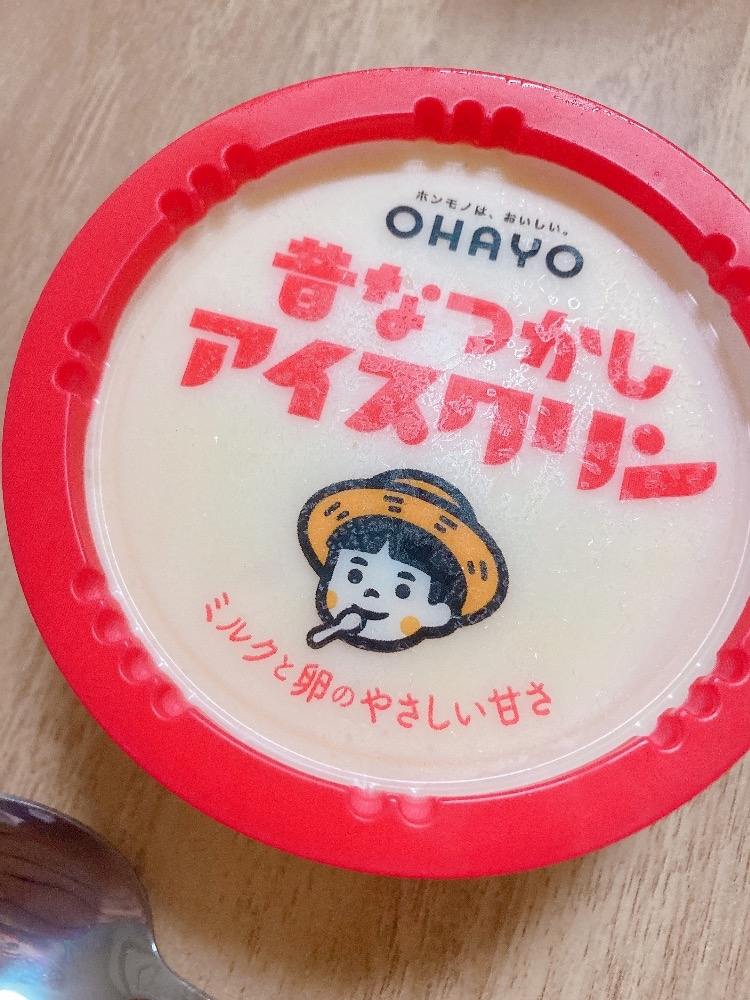 ホンモノは、おいしい。
OHAYO
昔なつかし
アイスクリン
ミルクと卵のやさしい甘さ